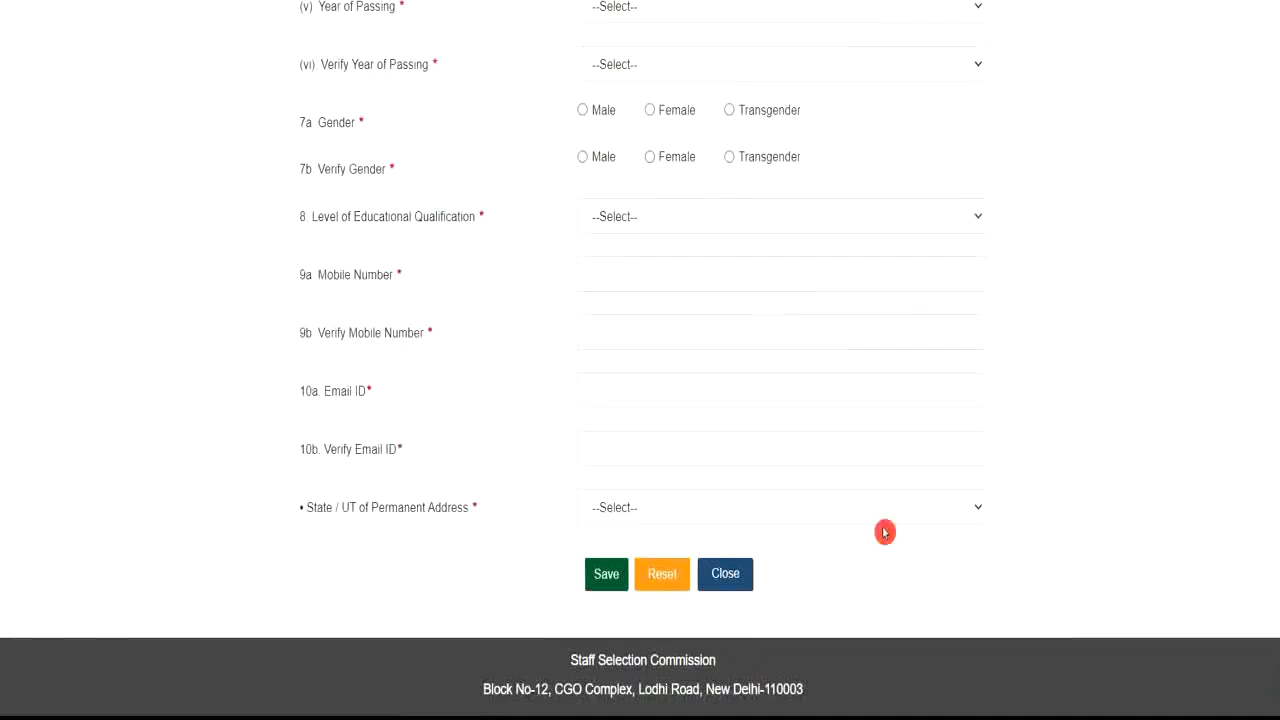 (v) Year of Passing * --Select--
(vi) Verify Year of Passing * --Select--
Male Female Transgender
7a Gender *
Male Female Transgender
7b Verify Gender *
8 Level of Educational Qualification * --Select--
9a Mobile Number *
9b Verify Mobile Number *
10a. Email ID*
10b. Verify Email ID*
• State / UT of Permanent Address * --Select--
Save Reset Close
Staff Selection Commission
Block No-12, CGO Complex, Lodhi Road, New Delhi-110003